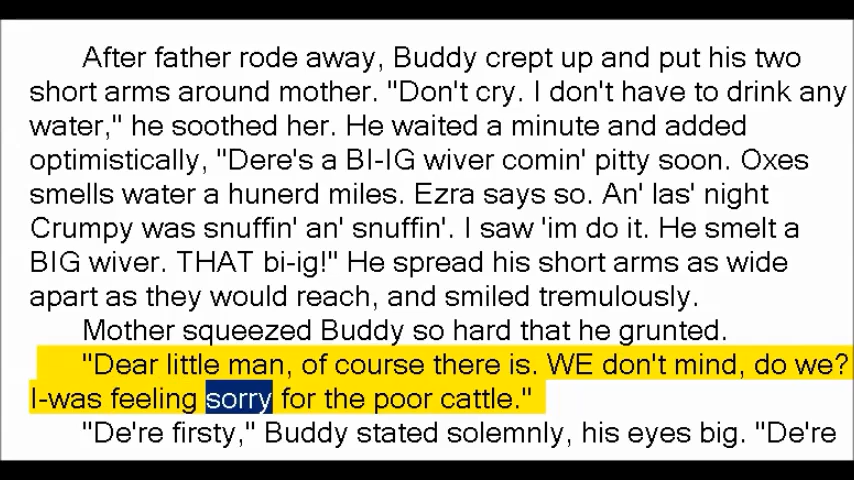 After father rode away, Buddy crept up and put his two
short arms around mother. "Don't cry. I don't have to drink any
water," he soothed her. He waited a minute and added
optimistically, "Dere's a BI-IG wiver comin' pitty soon. Oxes
smells water a hunerd miles. Ezra says so. An' las' night
Crumpy was snuffin' an' snuffin'. I saw 'im do it. He smelt a
BIG wiver. THAT bi-ig!" He spread his short arms as wide
apart as they would reach, and smiled tremulously.
Mother squeezed Buddy so hard that he grunted.
"Dear little man, of course there is. WE don't mind, do we?
I-was feeling sorry for the poor cattle."
"De're firsty," Buddy stated solemnly, his eyes big. "De're